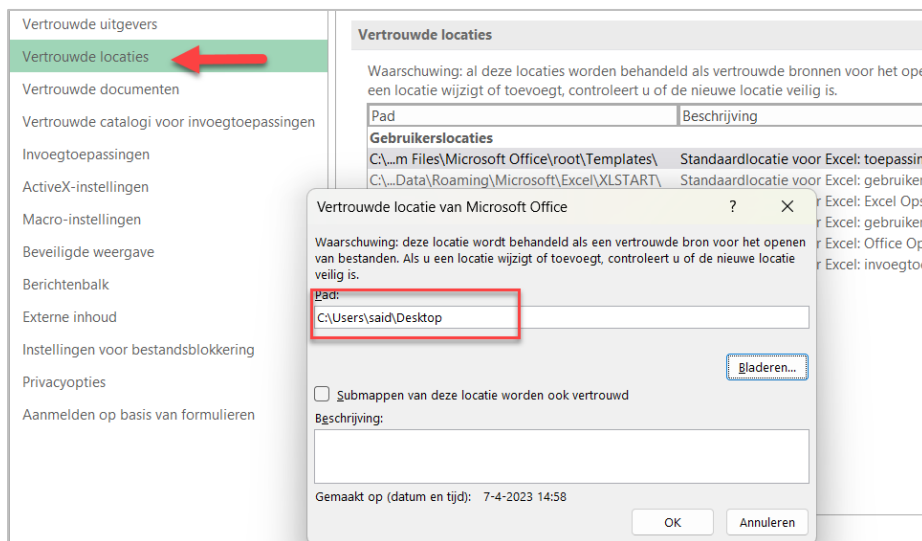 Vertrouwde uitgevers
Vertrouwde locaties
Vertrouwde documenten
Vertrouwde catalogi voor invoegtoepassingen
Invoegtoepassingen
ActiveX-instellingen
Macro-instellingen
Beveiligde weergave
Berichtenbalk
Externe inhoud
Instellingen voor bestandsblokkering
Privacyopties
Aanmelden op basis van formulieren
Vertrouwde locaties
Waarschuwing: al deze locaties worden behandeld als vertrouwde bronnen voor het ope
een locatie wijzigt of toevoegt, controleert u of de nieuwe locatie veilig is.
Pad Beschrijving
Gebruikerslocaties
C:\...m Files\Microsoft Office\root\Templates\ Standaardlocatie voor Excel: toepassin
C:\...Data\Roaming\Microsoft\Excel\XLSTART\ Standaardlocatie voor Excel: gebruiker
r Excel: Excel Ops
r Excel: gebruiker
r Excel: Office Op
r Excel: invoegto
Vertrouwde locatie van Microsoft Office ?
Waarschuwing: deze locatie wordt behandeld als een vertrouwde bron voor het openen
van bestanden. Als u een locatie wijzigt of toevoegt, controleert u of de nieuwe locatie
veilig is.
Pad:
C:\Users\said\Desktop
Bladeren...
Submappen van deze locatie worden ook vertrouwd
Beschrijving:
Gemaakt op (datum en tijd): 7-4-2023 14:58
OK Annuleren